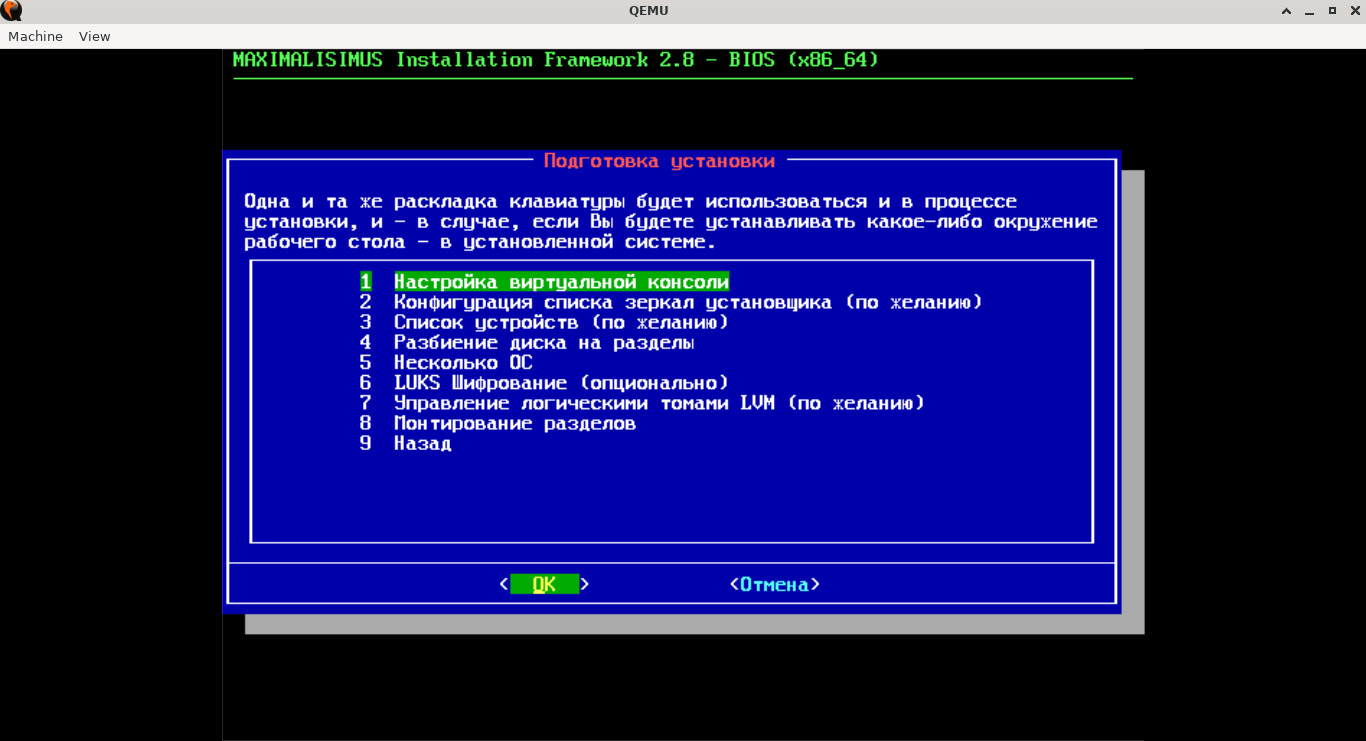 QEMU
Machine View
MAXIMALISIMUS Installation Framework 2.8 - BIOS (x86_64)
Подготовка установки
Одна и та же раскладка клавиатуры будет использоваться и в процессе
установки, и - в случае, если Вы будете устанавливать какое-либо окружение
рабочего стола - в установленной системе.
1 Настройка виртуальной консоли
2 Конфигурация списка зеркал установщика (по желанию)
3 Список устройств (по желанию)
4 Разбиение диска на разделы
5 Несколько ОС
6 LUKS Шифрование (опционально)
7 Управление логическими томами LVM (по желанию)
8 Монтирование разделов
9 Назад
< OK > <Отмена>